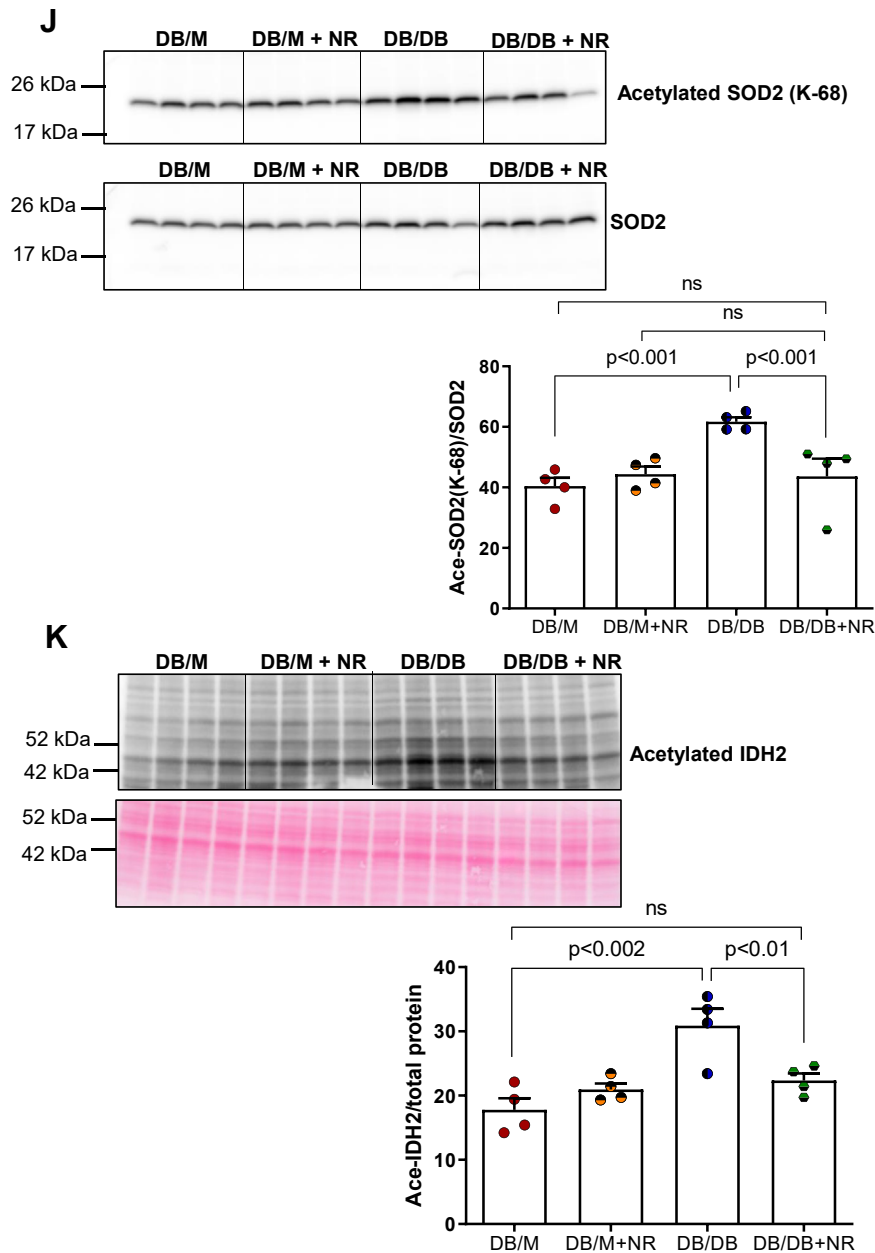 J
DB/M DB/M + NR DB/DB DB/DB + NR
26 kDa
17 kDa
Acetylated SOD2 (K-68)
DB/M DB/M + NR DB/DB DB/DB + NR
26 kDa
17 kDa
SOD2
ns
ns
p<0.001 p<0.001
Ace-SOD2(K-68)/SOD2
80
60
40
20
0
DB/M DB/M+NR DB/DB DB/DB+NR
K
DB/M DB/M + NR DB/DB DB/DB + NR
52 kDa
42 kDa
Acetylated IDH2
52 kDa
42 kDa
ns
p<0.002 p<0.01
Ace-IDH2/total protein
40
30
20
10
0
DB/M DB/M+NR DB/DB DB/DB+NR